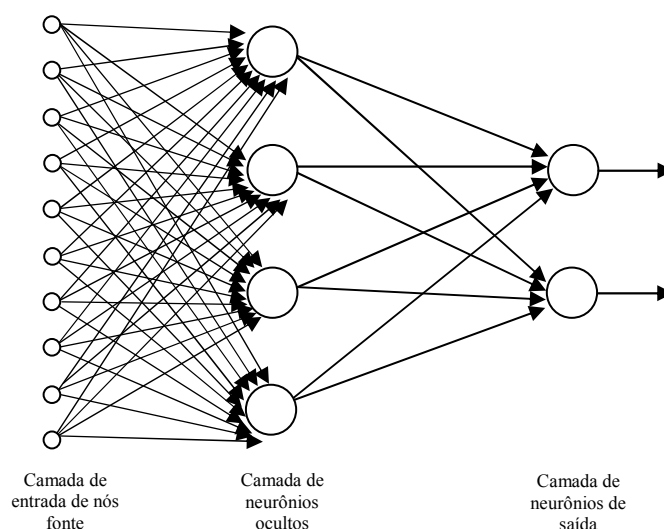 Camada de
entrada de nós
fonte
Camada de
neurônios
ocultos
Camada de
neurônios de
saída